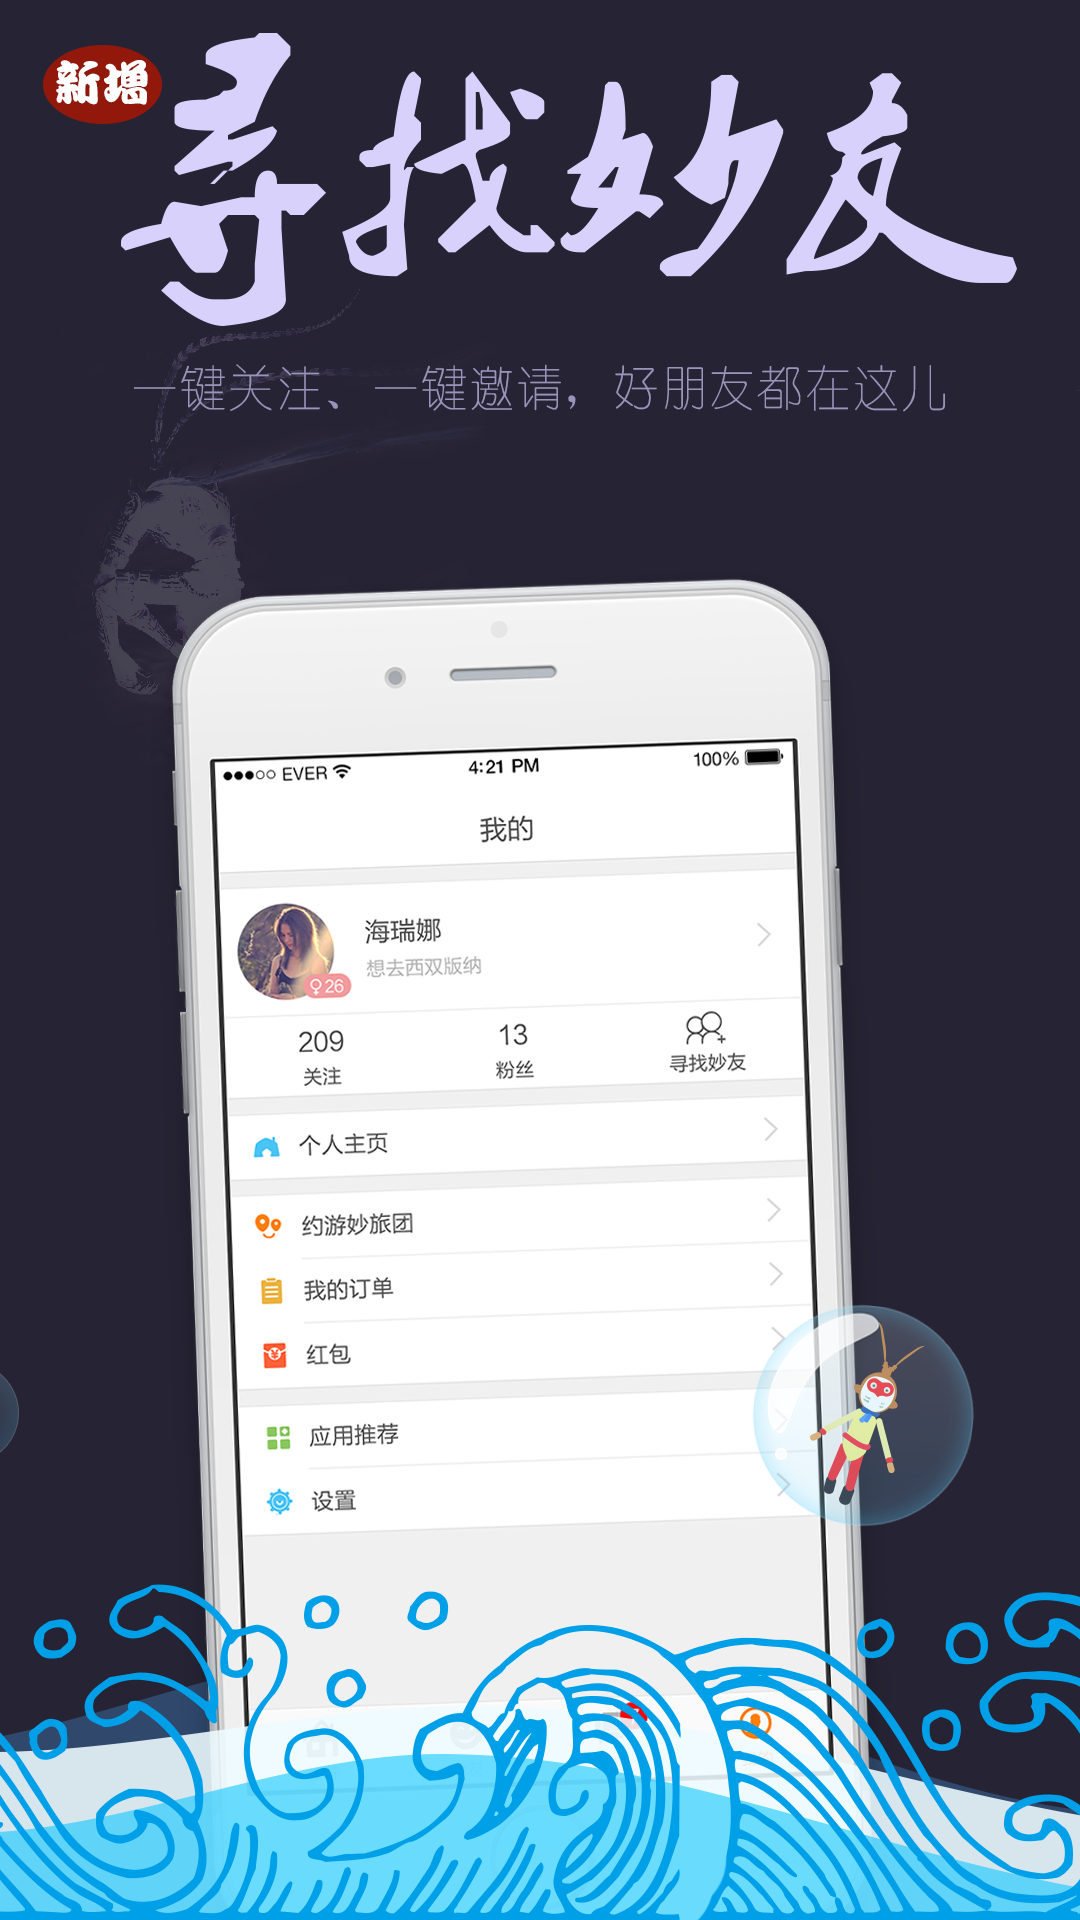 新增
寻找妙友
一键关注、一键邀请，好朋友都在这儿
EVER 4:21 PM 100%
我的
海瑞娜
想去西双版纳
♀26
209 13
关注 粉丝 寻找妙友
个人主页
约游妙旅团
我的订单
红包
应用推荐
设置